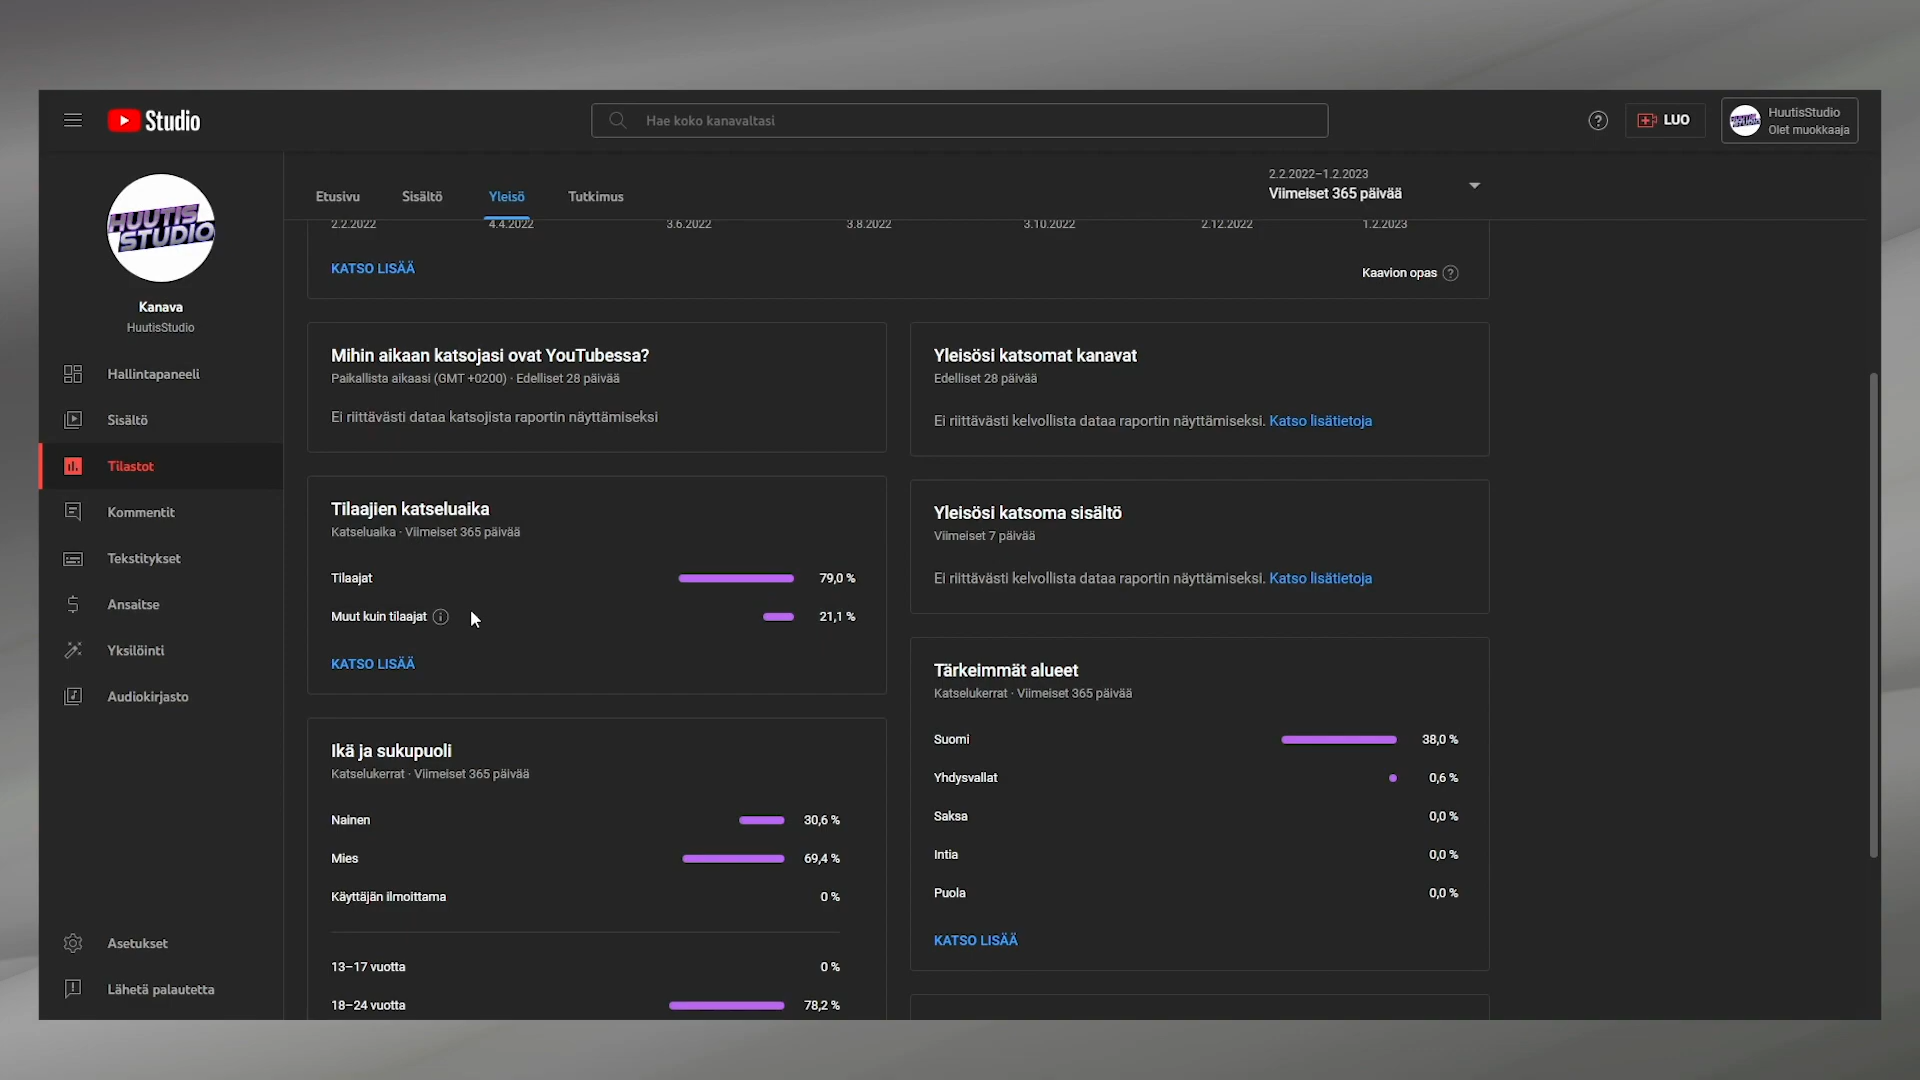 Studio
Hae koko kanavaltasi
LUO
HuutisStudio
Olet muokkaaja
HUUTIS
STUDIO
Kanava
HuutisStudio
Hallintapaneeli
Sisältö
Tilastot
Kommentit
Tekstitykset
Ansaitse
Yksilöinti
Audiokirjasto
Asetukset
Lähetä palautetta
Etusivu
Sisältö
Yleisö
Tutkimus
2.2.2022–1.2.2023
Viimeiset 365 päivää
2.2.2022 4.4.2022 3.6.2022 3.8.2022 3.10.2022 2.12.2022 1.2.2023
KATSO LISÄÄ
Kaavion opas
Mihin aikaan katsojasi ovat YouTubessa?
Paikallista aikaasi (GMT +0200) · Edelliset 28 päivää
Ei riittävästi dataa katsojista raportin näyttämiseksi
Tilaajien katseluaika
Katseluaika · Viimeiset 365 päivää
Tilaajat 79,0 %
Muut kuin tilaajat 21,1 %
KATSO LISÄÄ
Ikä ja sukupuoli
Katselukerrat · Viimeiset 365 päivää
Nainen 30,6 %
Mies 69,4 %
Käyttäjän ilmoittama 0 %
13–17 vuotta 0 %
18–24 vuotta 78,2 %
Yleisösi katsomat kanavat
Edelliset 28 päivää
Ei riittävästi kelvollista dataa raportin näyttämiseksi. Katso lisätietoja
Yleisösi katsoma sisältö
Viimeiset 7 päivää
Ei riittävästi kelvollista dataa raportin näyttämiseksi. Katso lisätietoja
Tärkeimmät alueet
Katselukerrat · Viimeiset 365 päivää
Suomi 38,0 %
Yhdysvallat 0,6 %
Saksa 0,0 %
Intia 0,0 %
Puola 0,0 %
KATSO LISÄÄ